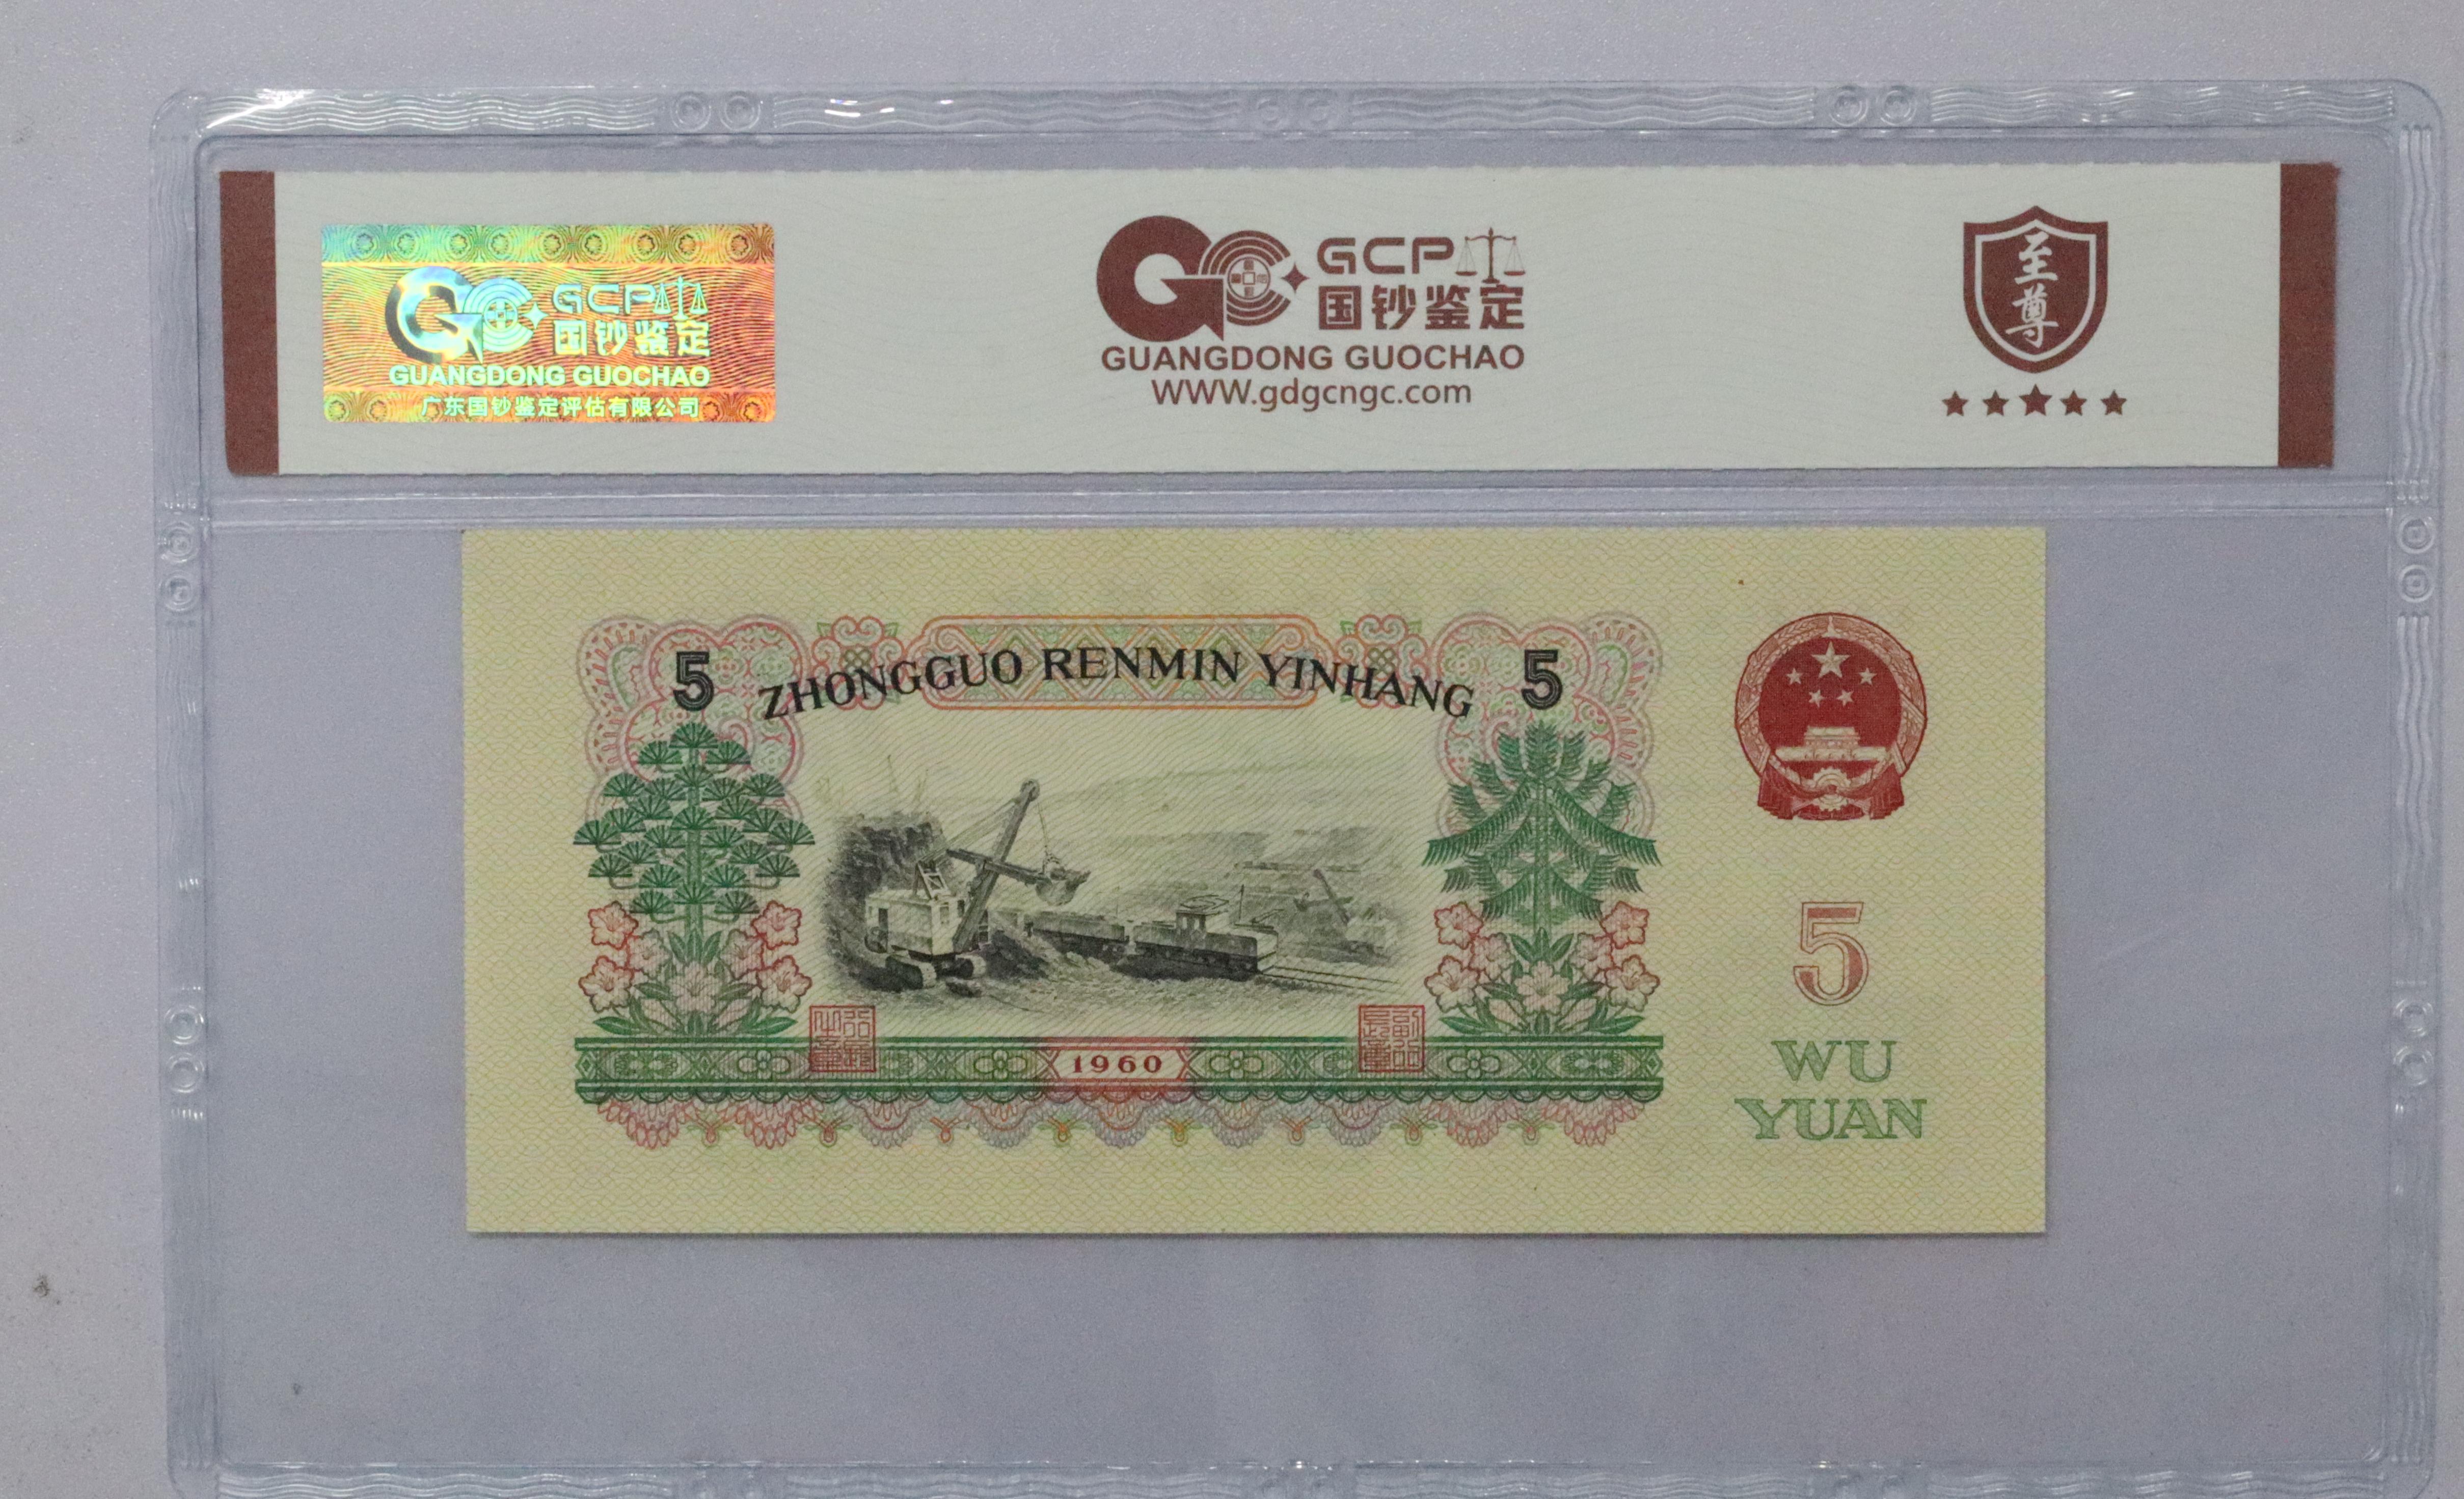 GCP
国钞鉴定
GUANGDONG GUOCHAO
广东国钞鉴定评估有限公司
GCP
国钞鉴定
GUANGDONG GUOCHAO
WWW.gdgcngc.com
至尊
5
ZHONGGUO RENMIN YINHANG
5
1960
5
WU
YUAN